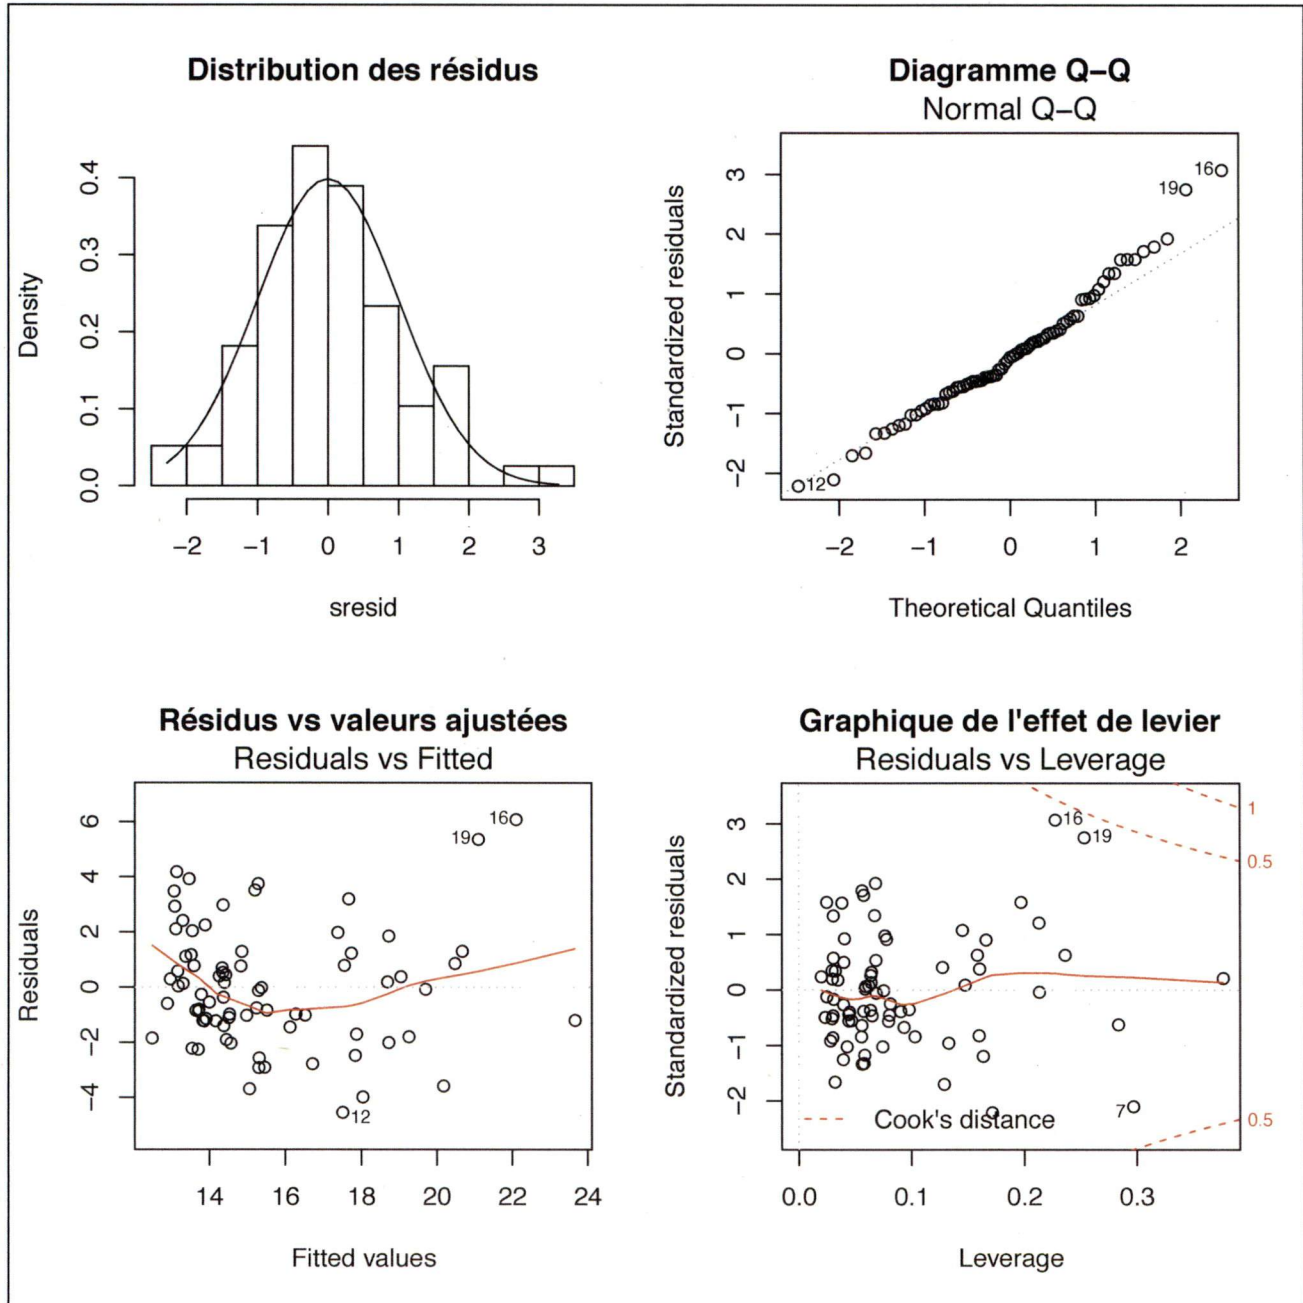 Distribution des résidus
Density
0.0 0.1 0.2 0.3 0.4
−2 −1 0 1 2 3
sresid
Diagramme Q−Q
Normal Q−Q
Standardized residuals
−2 −1 0 1 2 3
16
19
12
−2 −1 0 1 2
Theoretical Quantiles
Résidus vs valeurs ajustées
Residuals vs Fitted
Residuals
−4 −2 0 2 4 6
16
19
12
14 16 18 20 22 24
Fitted values
Graphique de l'effet de levier
Residuals vs Leverage
Standardized residuals
−2 −1 0 1 2 3
16
19
7
1
0.5
0.5
Cook's distance
0.0 0.1 0.2 0.3
Leverage